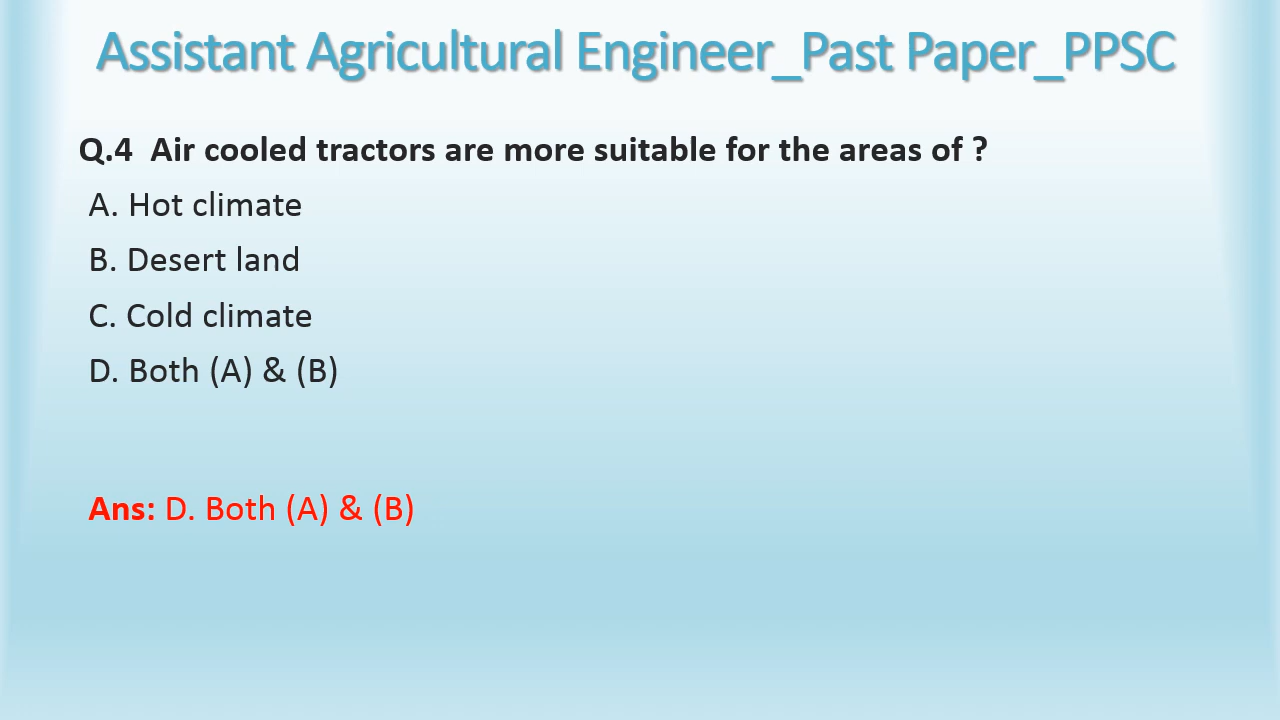 Assistant Agricultural Engineer_Past Paper_PPSC
Q.4 Air cooled tractors are more suitable for the areas of ?
A. Hot climate
B. Desert land
C. Cold climate
D. Both (A) & (B)
Ans: D. Both (A) & (B)